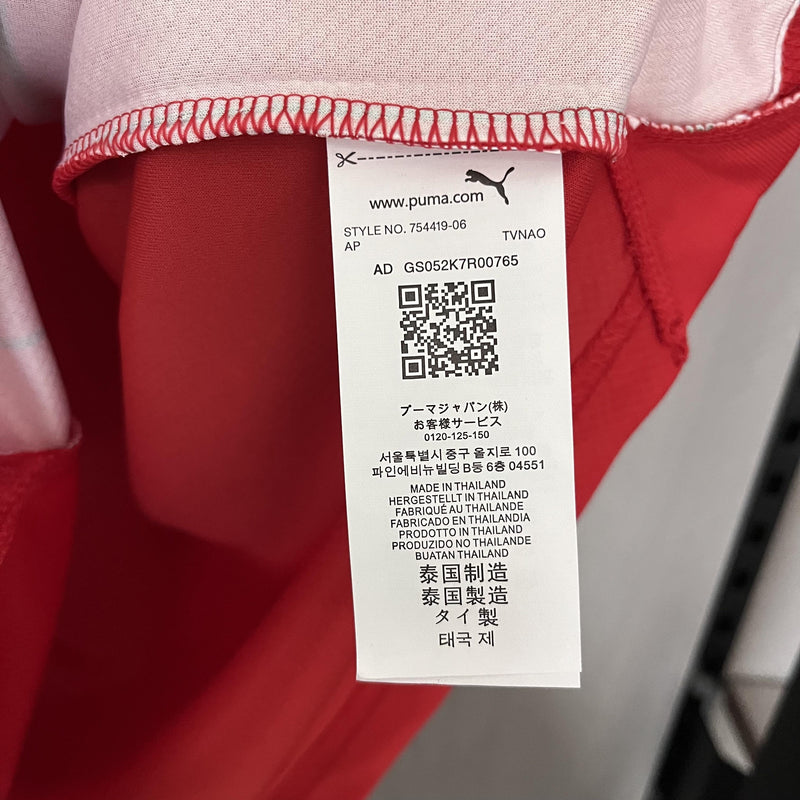 www.puma.com
STYLE NO. 754419-06
AP TVNAO
AD GS052K7R00765
プーマジャパン(株)
お客様サービス
0120-125-150
서울특별시 중구 을지로 100
파인에비뉴빌딩 B동 6층 04551
MADE IN THAILAND
HERGESTELLT IN THAILAND
FABRIQUÉ AU THAILANDE
FABRICADO EN THAILANDIA
PRODOTTO IN THAILAND
PRODUZIDO NO THAILANDE
BUATAN THAILAND
泰国制造
泰國製造
タイ製
태국 제